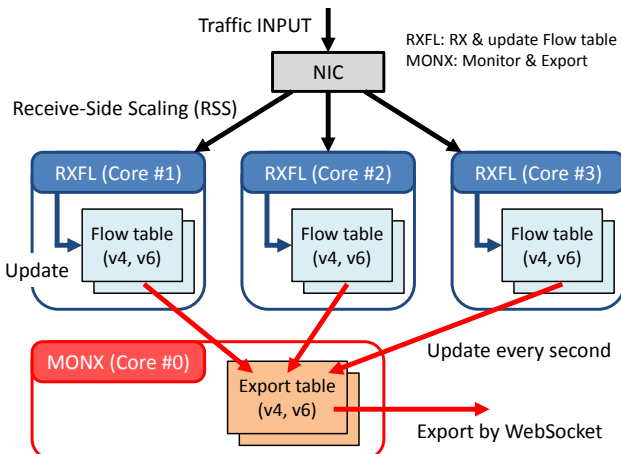 Traffic INPUT
RXFL: RX & update Flow table
MONX: Monitor & Export
NIC
Receive-Side Scaling (RSS)
RXFL (Core #1)
RXFL (Core #2)
RXFL (Core #3)
Flow table
(v4, v6)
Flow table
(v4, v6)
Flow table
(v4, v6)
Update
Update every second
MONX (Core #0)
Export table
(v4, v6)
Export by WebSocket